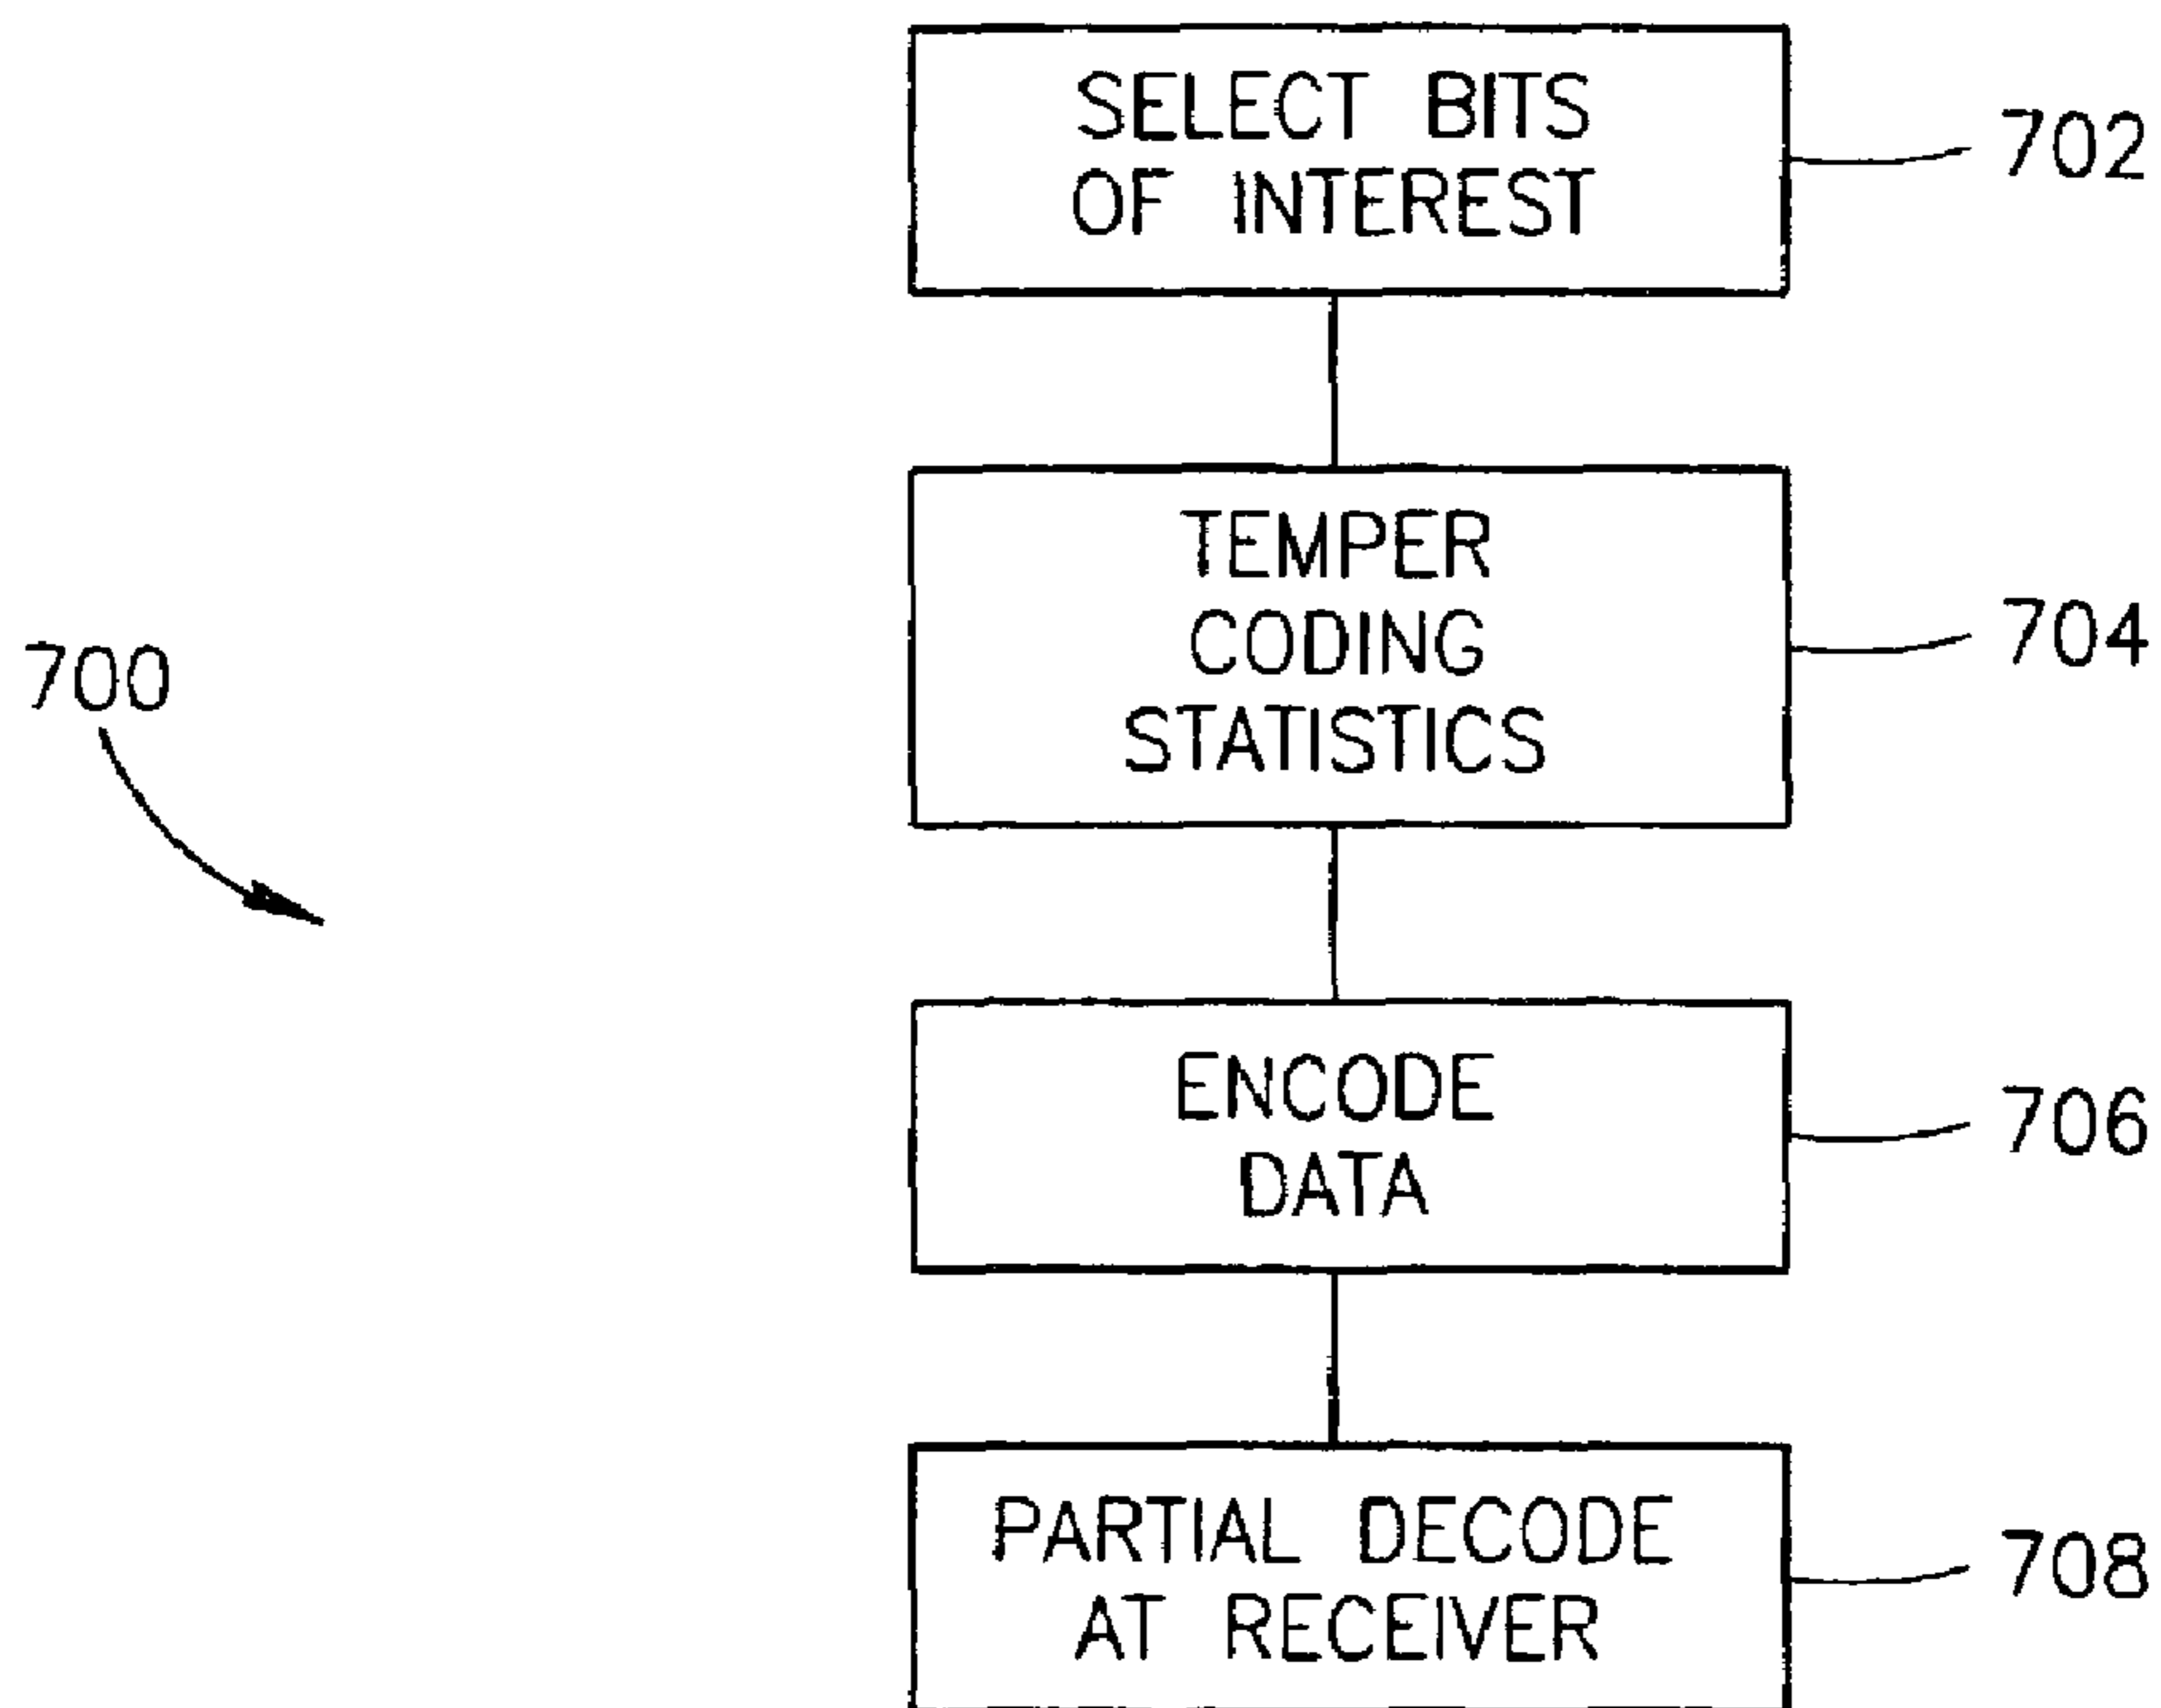 SELECT BITS
OF INTEREST
702
TEMPER
CODING
STATISTICS
704
700
ENCODE
DATA
706
PARTIAL DECODE
AT RECEIVER
708